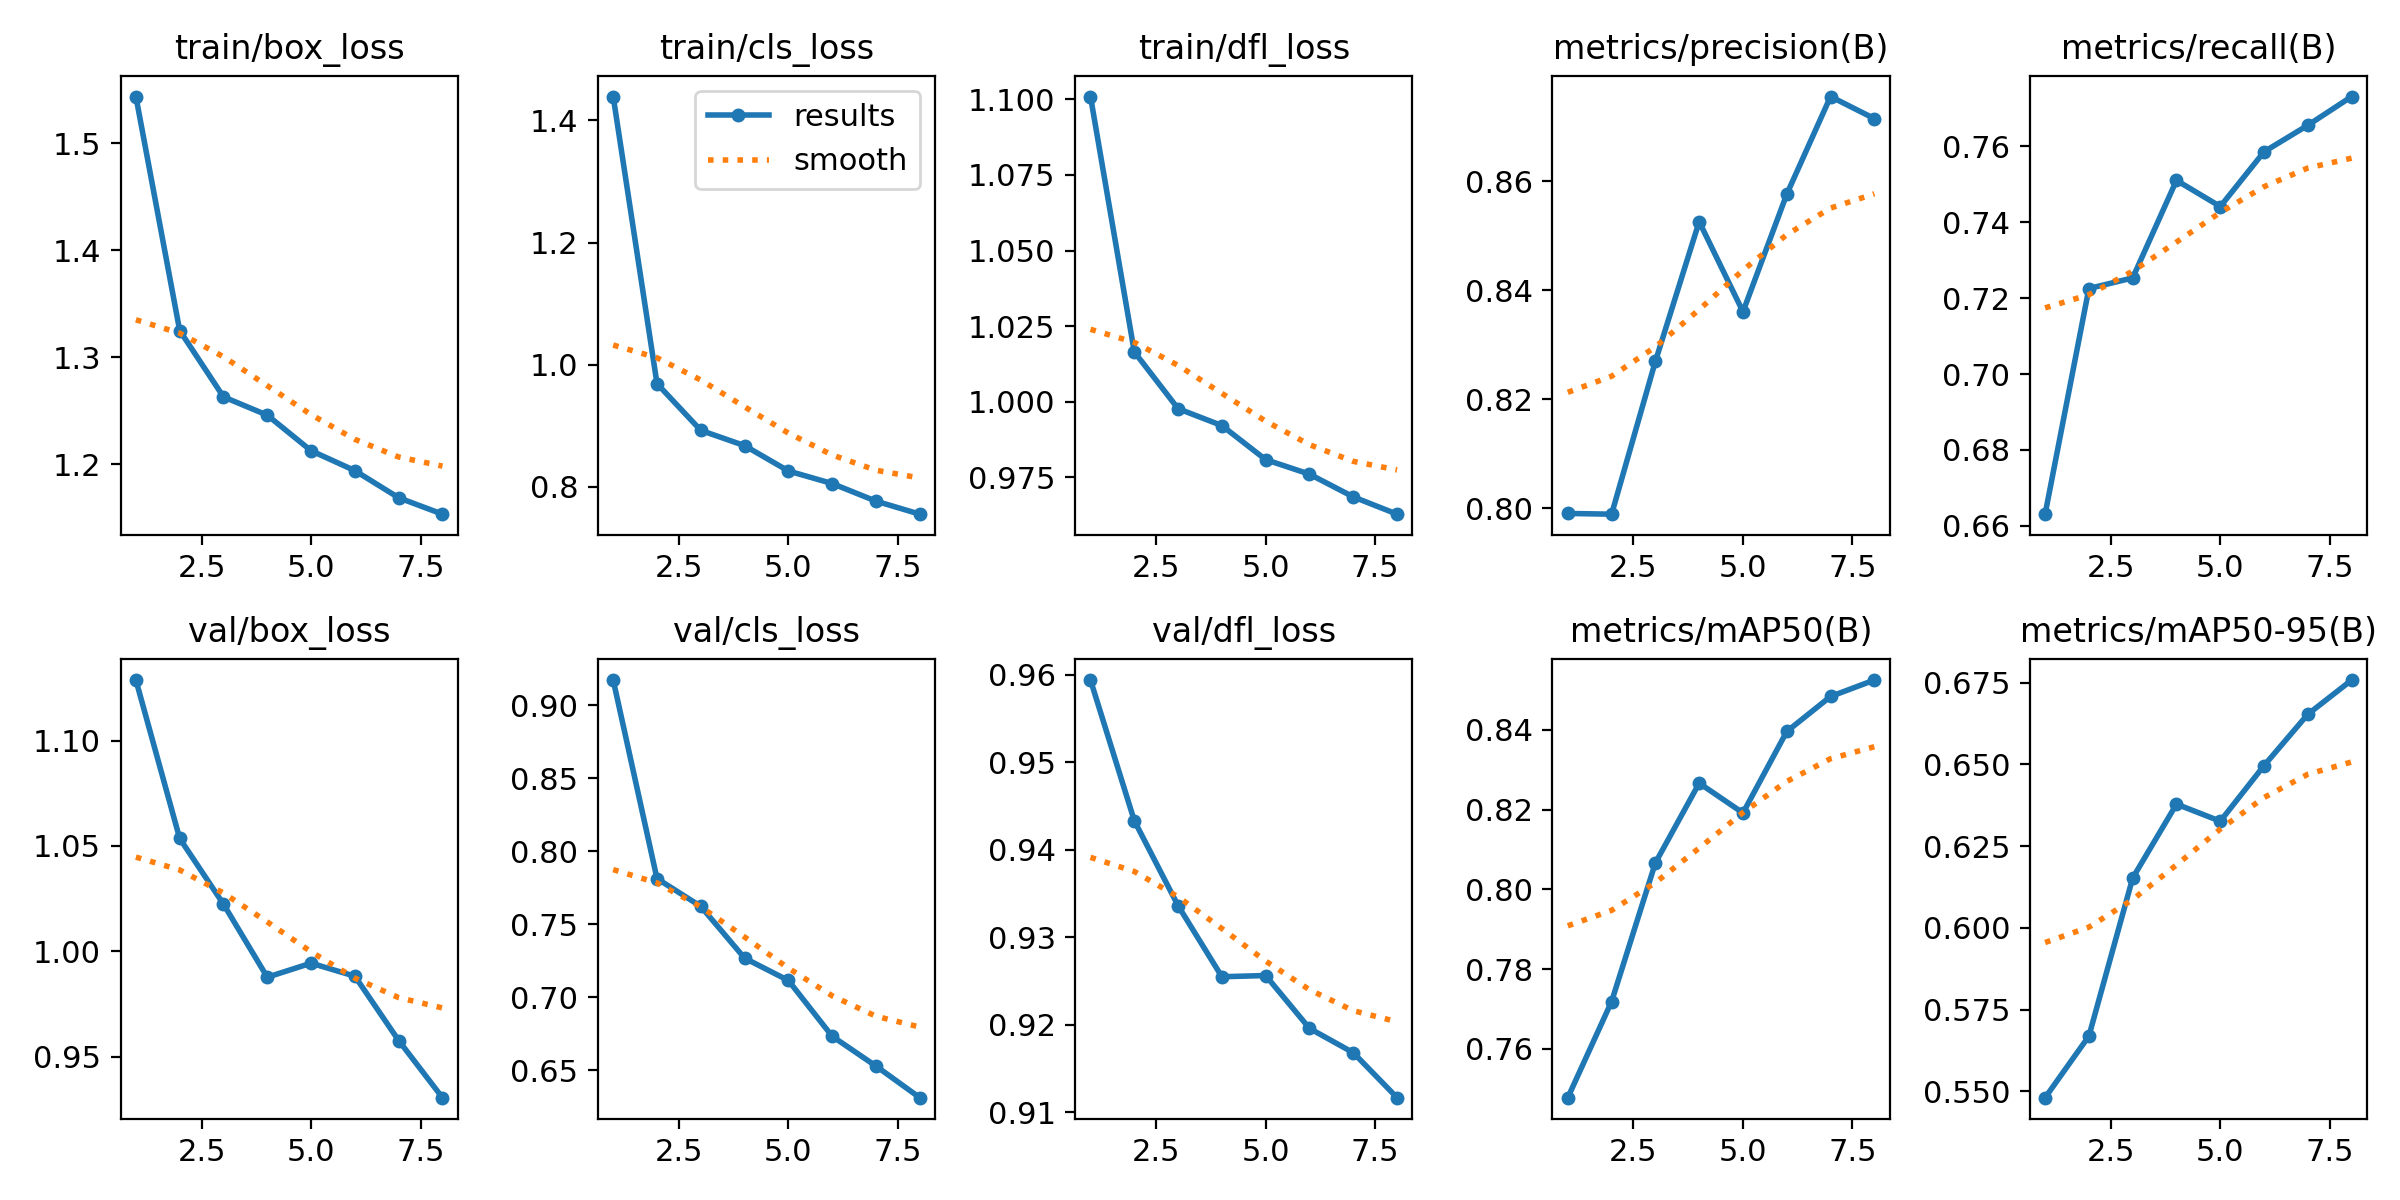 train/box_loss
1.5
1.4
1.3
1.2
2.5 5.0 7.5
train/cls_loss
results
smooth
1.4
1.2
1.0
0.8
2.5 5.0 7.5
train/dfl_loss
1.100
1.075
1.050
1.025
1.000
0.975
2.5 5.0 7.5
metrics/precision(B)
0.86
0.84
0.82
0.80
2.5 5.0 7.5
metrics/recall(B)
0.76
0.74
0.72
0.70
0.68
0.66
2.5 5.0 7.5
val/box_loss
1.10
1.05
1.00
0.95
2.5 5.0 7.5
val/cls_loss
0.90
0.85
0.80
0.75
0.70
0.65
2.5 5.0 7.5
val/dfl_loss
0.96
0.95
0.94
0.93
0.92
0.91
2.5 5.0 7.5
metrics/mAP50(B)
0.84
0.82
0.80
0.78
0.76
2.5 5.0 7.5
metrics/mAP50-95(B)
0.675
0.650
0.625
0.600
0.575
0.550
2.5 5.0 7.5